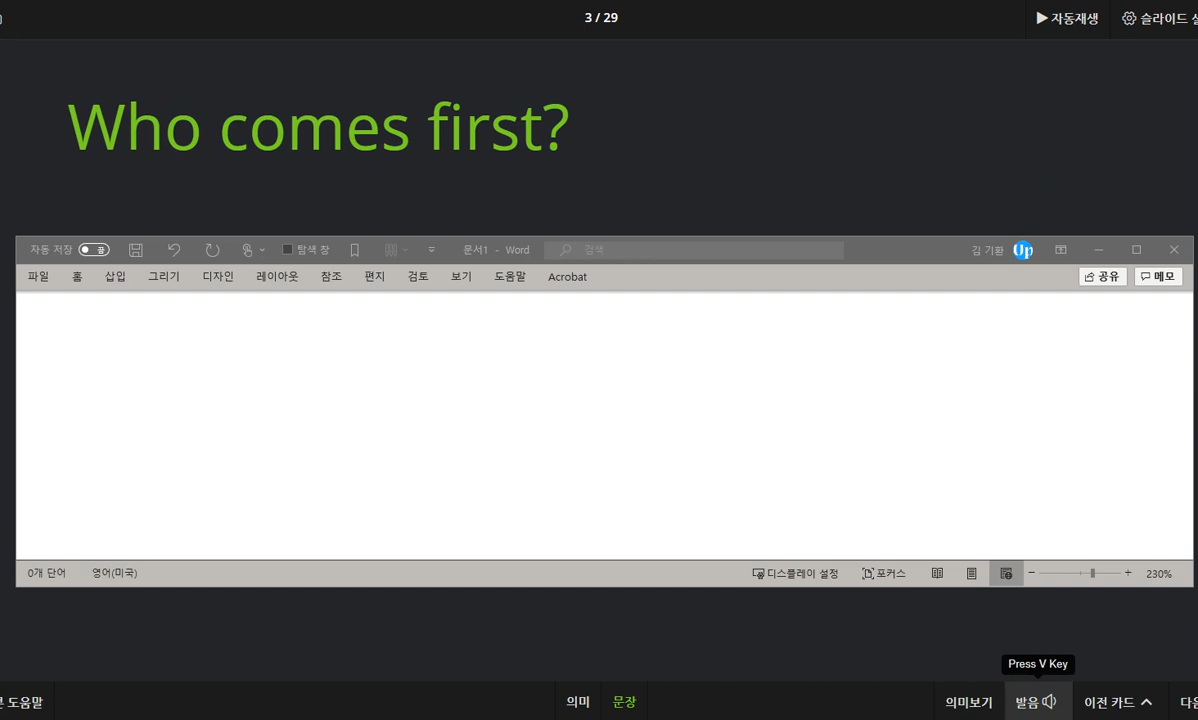 3 / 29
▶ 자동재생
슬라이드
Who comes first?
자동 저장 끔 탐색 창 문서1 - Word 검색 김 기환 Up
파일 홈 삽입 그리기 디자인 레이아웃 참조 편지 검토 보기 도움말 Acrobat 공유 메모
0개 단어 영어(미국) 디스플레이 설정 포커스 - + 230%
Press V Key
도움말 의미 문장 의미보기 발음 이전 카드